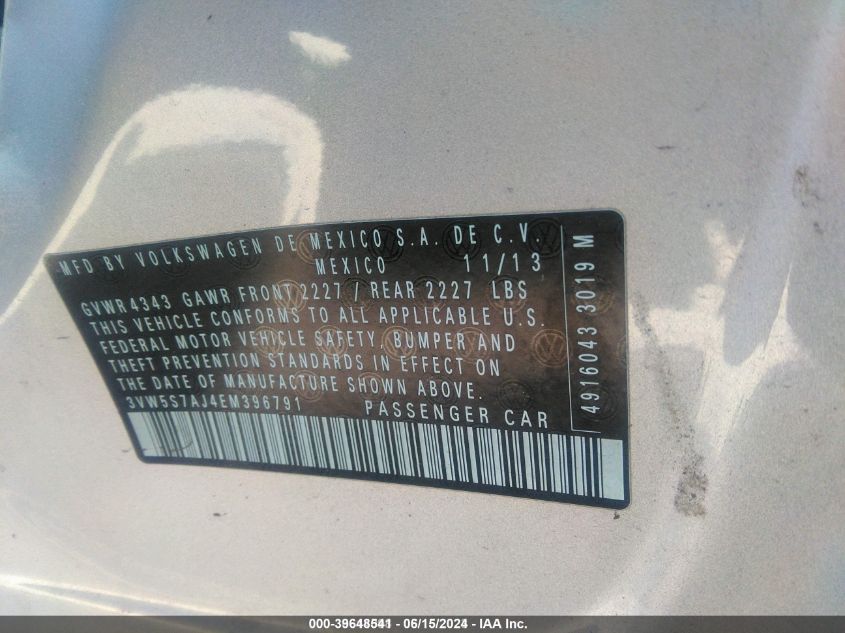 MFD BY VOLKSWAGEN DE MEXICO S.A. DE C.V.
MEXICO 11/13
GVWR 4343 GAWR FRONT 2227 / REAR 2227 LBS
THIS VEHICLE CONFORMS TO ALL APPLICABLE U.S.
FEDERAL MOTOR VEHICLE SAFETY, BUMPER AND
THEFT PREVENTION STANDARDS IN EFFECT ON
THE DATE OF MANUFACTURE SHOWN ABOVE.
3VW5S7AJ4EM396791 PASSENGER CAR
4916043 3019 M
000-39648541 - 06/15/2024 - IAA Inc.